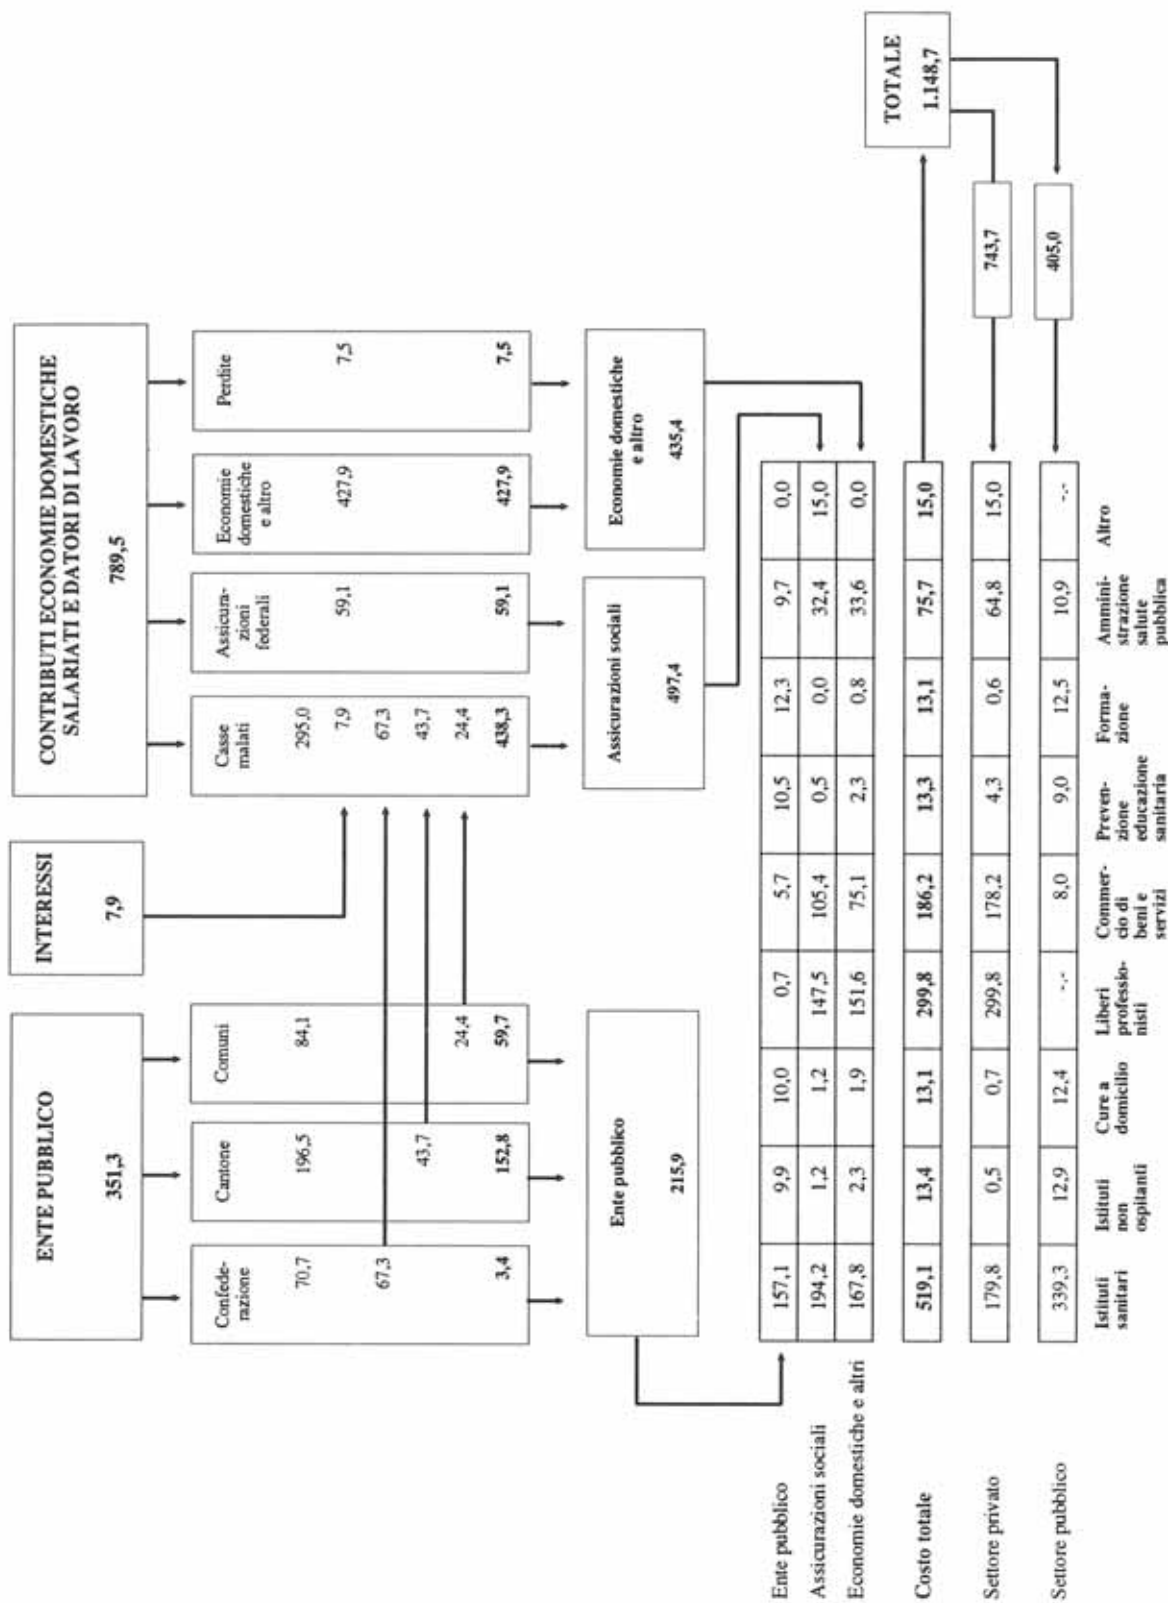 ENTE PUBBLICO
351,3
INTERESSI
7,9
CONTRIBUTI ECONOMIE DOMESTICHE
SALARIATI E DATORI DI LAVORO
789,5
Confede-
razione
70,7
67,3
3,4
Cantone
196,5
43,7
152,8
Comuni
84,1
24,4
59,7
Casse
malati
295,0
7,9
67,3
43,7
24,4
438,3
Assicura-
zioni
federali
59,1
59,1
Economie
domestiche
e altro
427,9
427,9
Perdite
7,5
7,5
Ente pubblico
215,9
Assicurazioni sociali
497,4
Economie domestiche
e altro
435,4
TOTALE
1.148,7
Ente pubblico 157,1 9,9 10,0 0,7 5,7 10,5 12,3 9,7 0,0
Assicurazioni sociali 194,2 1,2 1,2 147,5 105,4 0,5 0,0 32,4 15,0
Economie domestiche e altri 167,8 2,3 1,9 151,6 75,1 2,3 0,8 33,6 0,0
Costo totale 519,1 13,4 13,1 299,8 186,2 13,3 13,1 75,7 15,0
Settore privato 179,8 0,5 0,7 299,8 178,2 4,3 0,6 64,8 15,0 743,7
Settore pubblico 339,3 12,9 12,4 -,- 8,0 9,0 12,5 10,9 -,- 405,0
Istituti
sanitari
Istituti
non
ospitanti
Cure a
domicilio
Liberi
professio-
nisti
Commer-
cio di
beni e
servizi
Preven-
zione
educazione
sanitaria
Forma-
zione
Ammini-
strazione
salute
pubblica
Altro